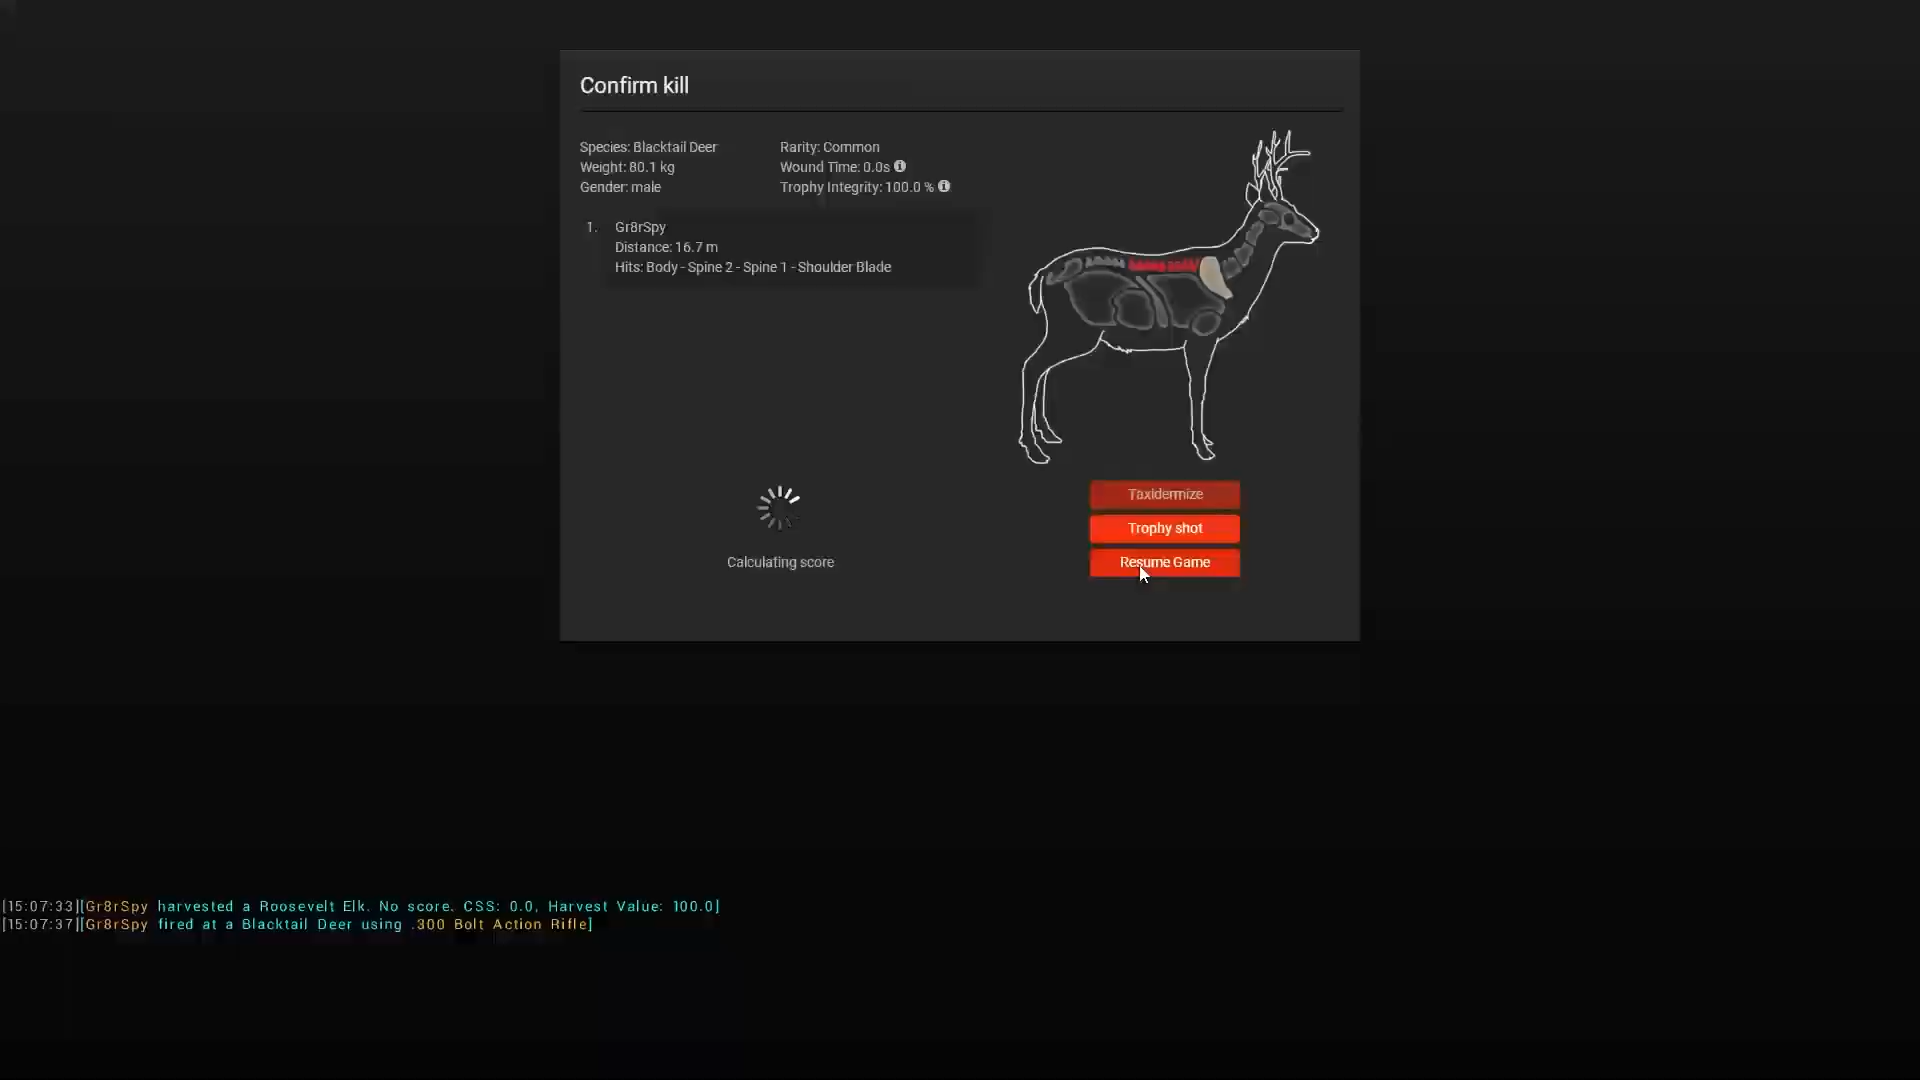 Confirm kill
Species: Blacktail Deer
Weight: 80.1 kg
Gender: male
Rarity: Common
Wound Time: 0.0s
Trophy Integrity: 100.0 %
1. Gr8rSpy
Distance: 16.7 m
Hits: Body - Spine 2 - Spine 1 - Shoulder Blade
Calculating score
Taxidermize
Trophy shot
Resume Game
[15:07:33][Gr8rSpy harvested a Roosevelt Elk. No score. CSS: 0.0, Harvest Value: 100.0]
[15:07:37][Gr8rSpy fired at a Blacktail Deer using .300 Bolt Action Rifle]